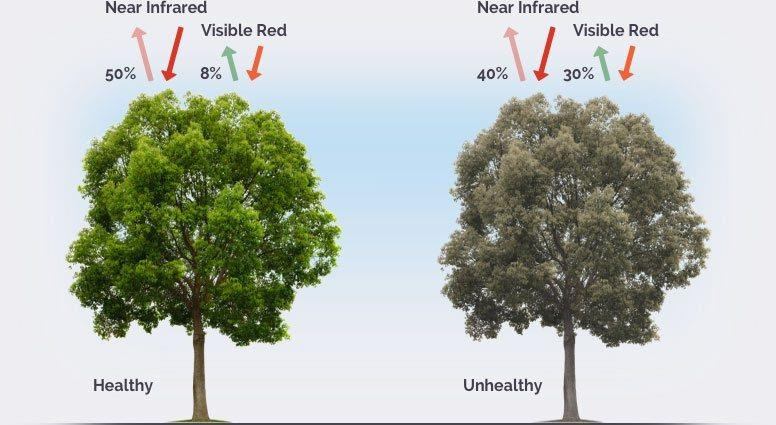 Near Infrared
Visible Red
50%
8%
Healthy
Near Infrared
Visible Red
40%
30%
Unhealthy